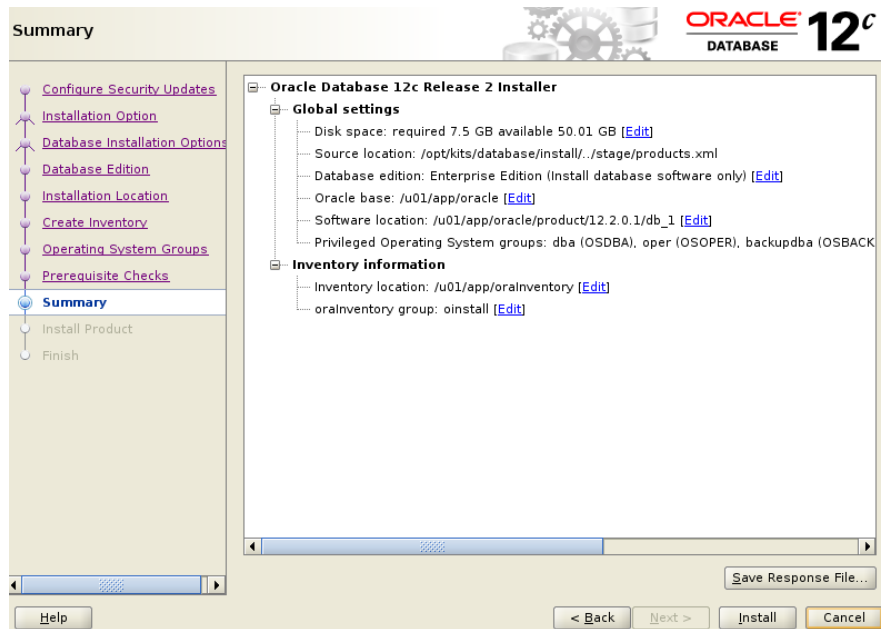 Summary
ORACLE
DATABASE
12c
Configure Security Updates
Installation Option
Database Installation Options
Database Edition
Installation Location
Create Inventory
Operating System Groups
Prerequisite Checks
Summary
Install Product
Finish
Oracle Database 12c Release 2 Installer
Global settings
Disk space: required 7.5 GB available 50.01 GB [Edit]
Source location: /opt/kits/database/install/../stage/products.xml
Database edition: Enterprise Edition (Install database software only) [Edit]
Oracle base: /u01/app/oracle [Edit]
Software location: /u01/app/oracle/product/12.2.0.1/db_1 [Edit]
Privileged Operating System groups: dba (OSDBA), oper (OSOPER), backupdba (OSBACK
Inventory information
Inventory location: /u01/app/oraInventory [Edit]
oraInventory group: oinstall [Edit]
Save Response File...
Help
< Back
Next >
Install
Cancel